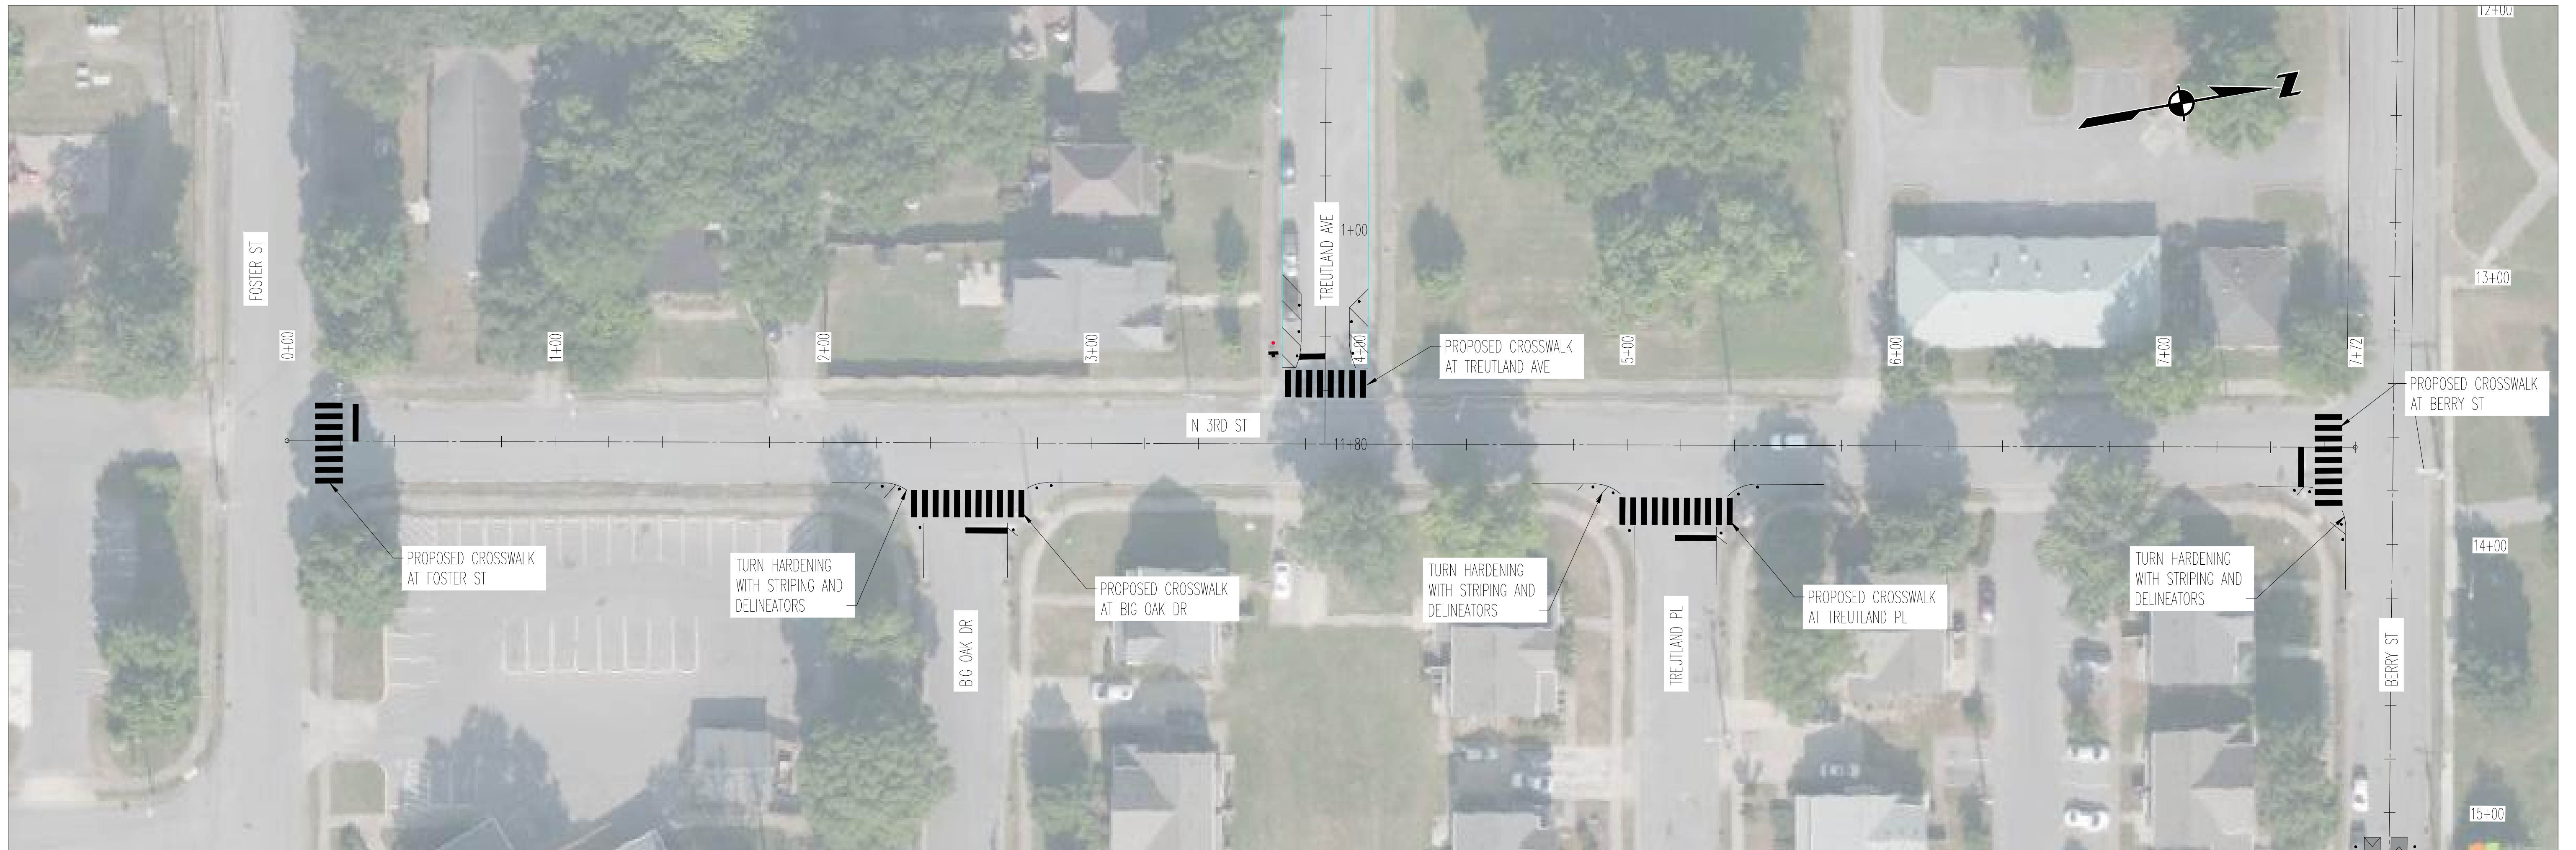 12+00
Z
FOSTER ST
TREUTLAND AVE
1+00
13+00
0+00
1+00
2+00
3+00
4+00
5+00
6+00
7+00
7+72
PROPOSED CROSSWALK
AT TREUTLAND AVE
PROPOSED CROSSWALK
AT BERRY ST
N 3RD ST
11+80
14+00
PROPOSED CROSSWALK
AT FOSTER ST
TURN HARDENING
WITH STRIPING AND
DELINEATORS
PROPOSED CROSSWALK
AT BIG OAK DR
TURN HARDENING
WITH STRIPING AND
DELINEATORS
PROPOSED CROSSWALK
AT TREUTLAND PL
TURN HARDENING
WITH STRIPING AND
DELINEATORS
BIG OAK DR
TREUTLAND PL
BERRY ST
15+00